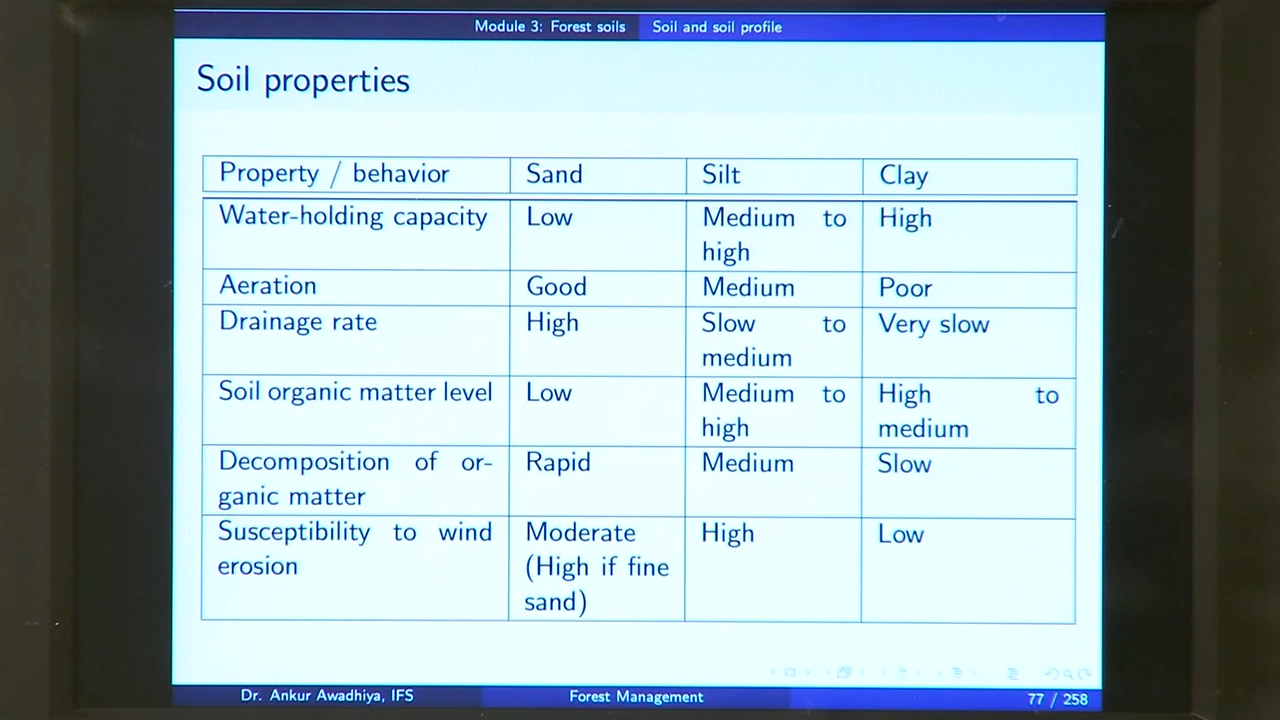 Module 3: Forest soils Soil and soil profile
Soil properties
Property / behavior Sand Silt Clay
Water-holding capacity Low Medium to high High
Aeration Good Medium Poor
Drainage rate High Slow to medium Very slow
Soil organic matter level Low Medium to high High to medium
Decomposition of or-
ganic matter Rapid Medium Slow
Susceptibility to wind
erosion Moderate (High if fine sand) High Low
Dr. Ankur Awadhiya, IFS Forest Management 77 / 258